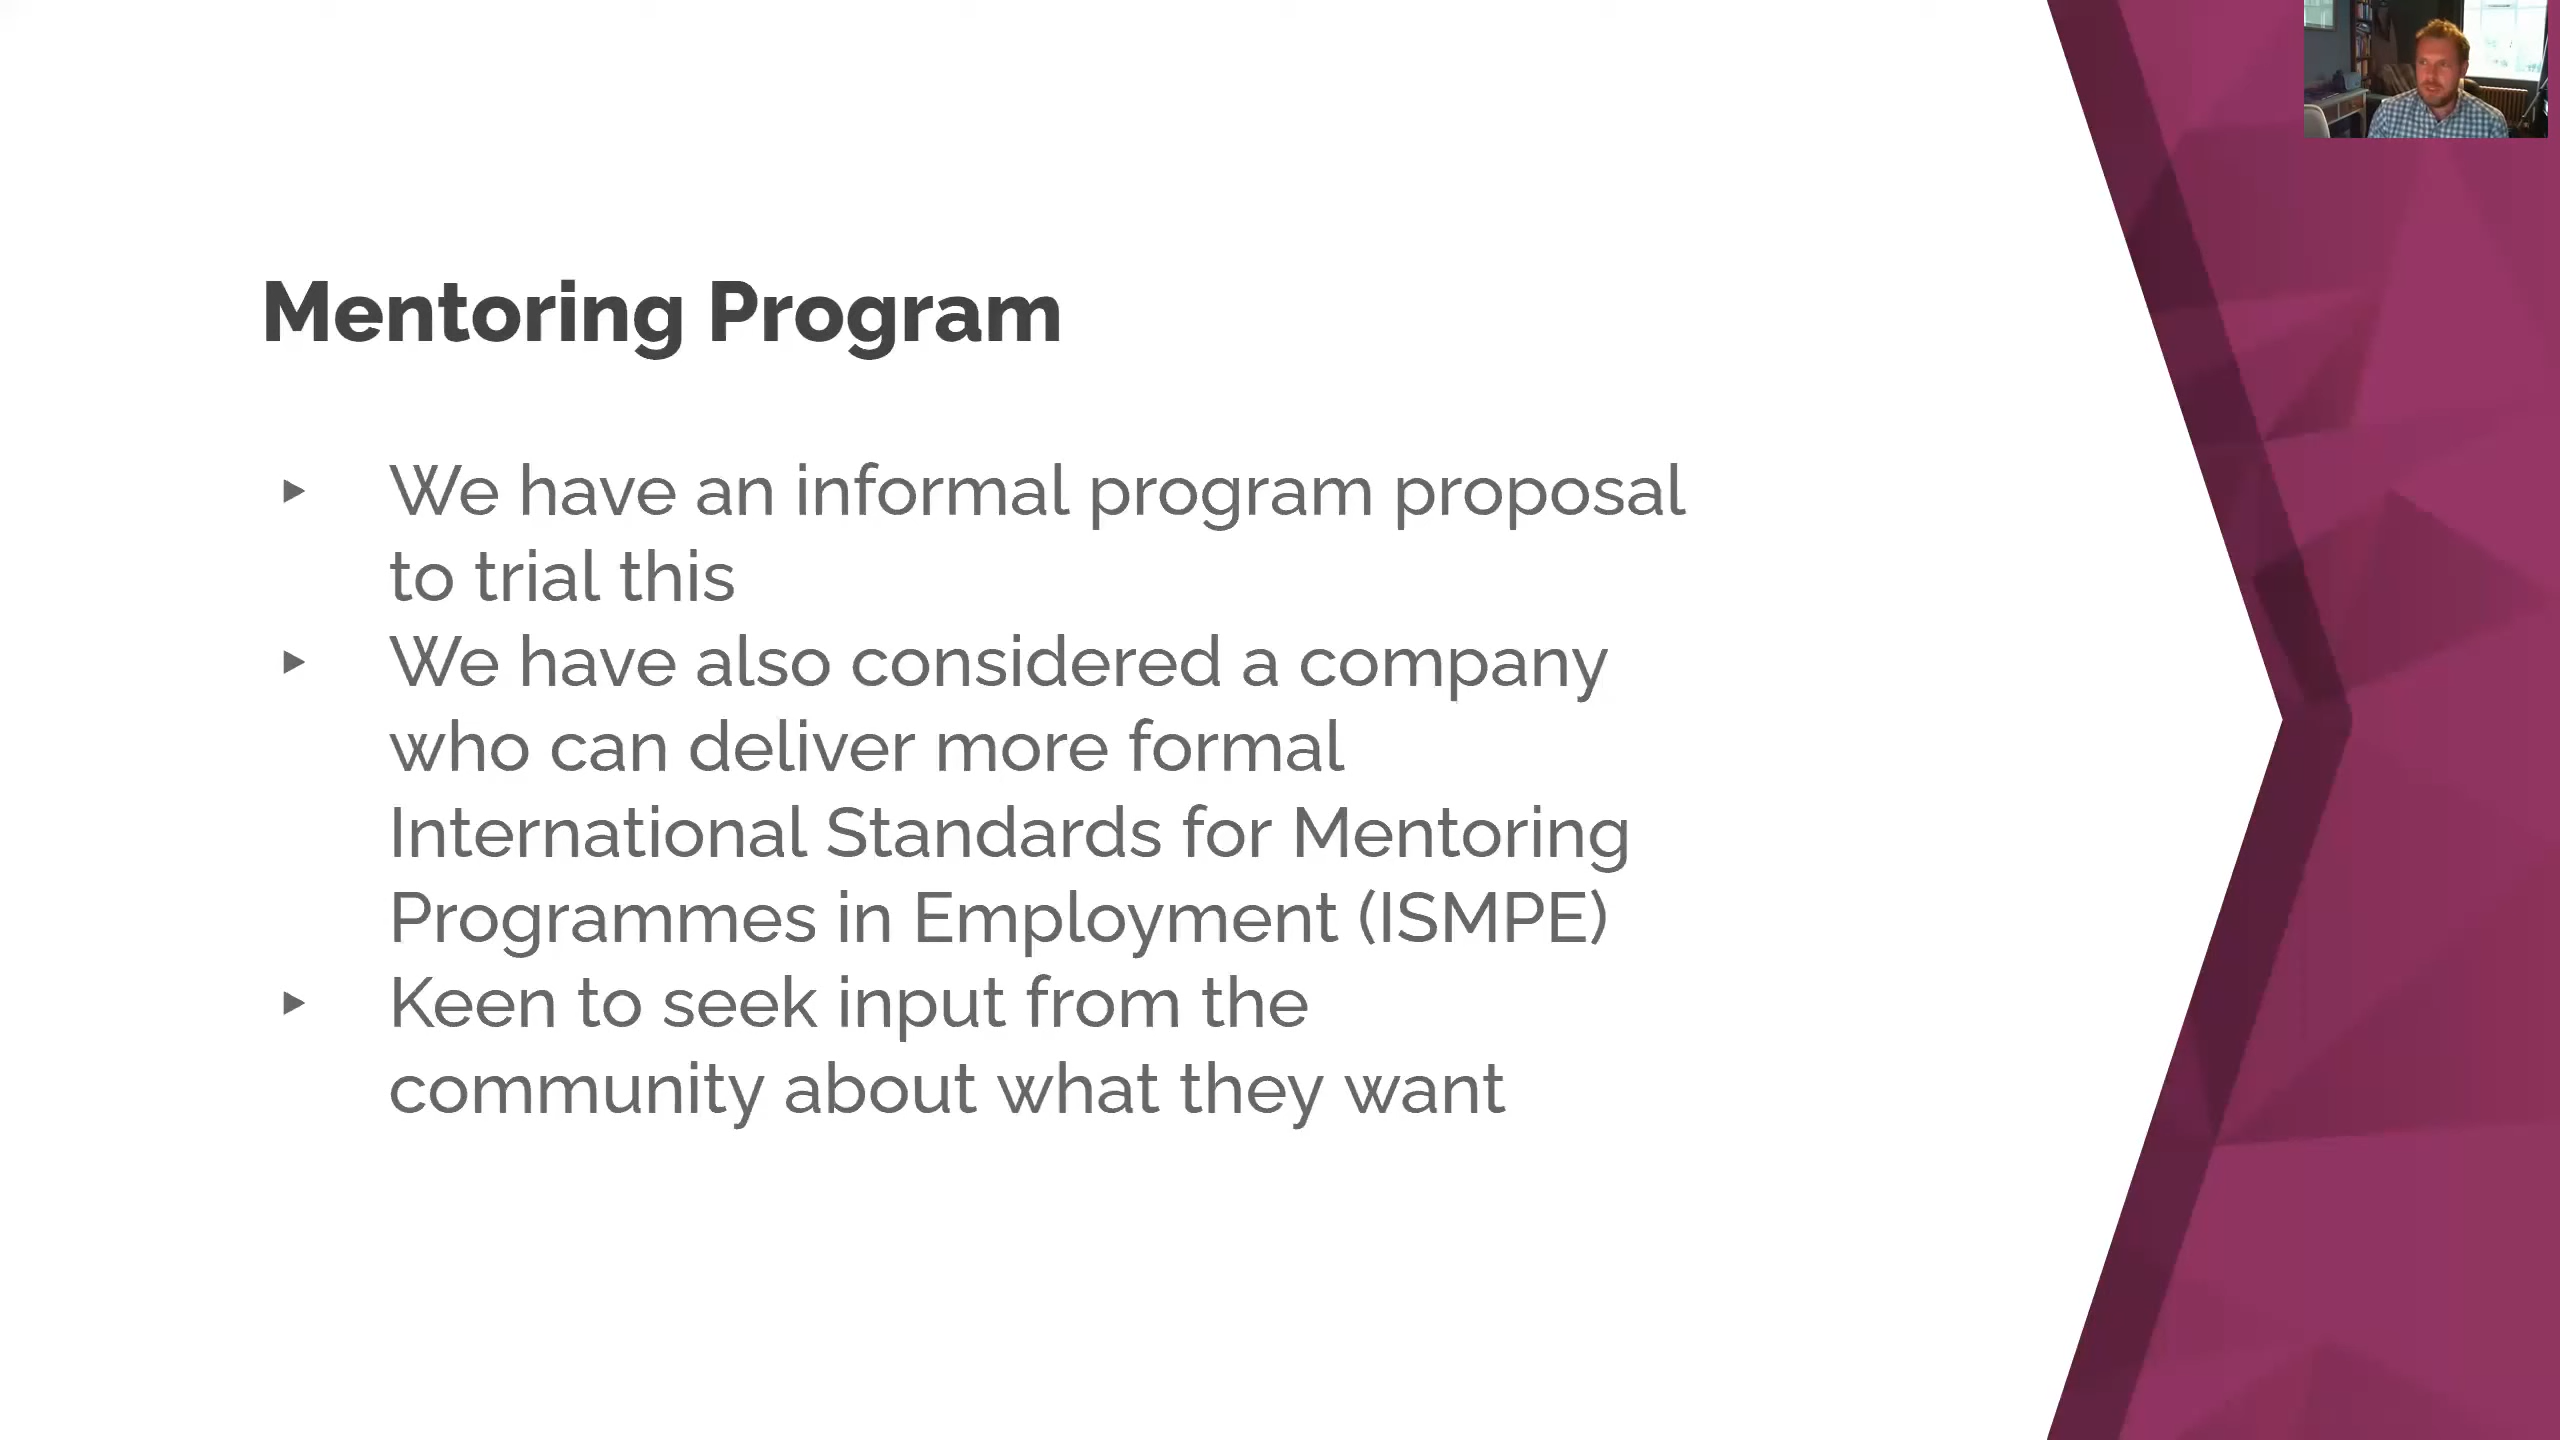 Mentoring Program
▸ We have an informal program proposal
to trial this
▸ We have also considered a company
who can deliver more formal
International Standards for Mentoring
Programmes in Employment (ISMPE)
▸ Keen to seek input from the
community about what they want